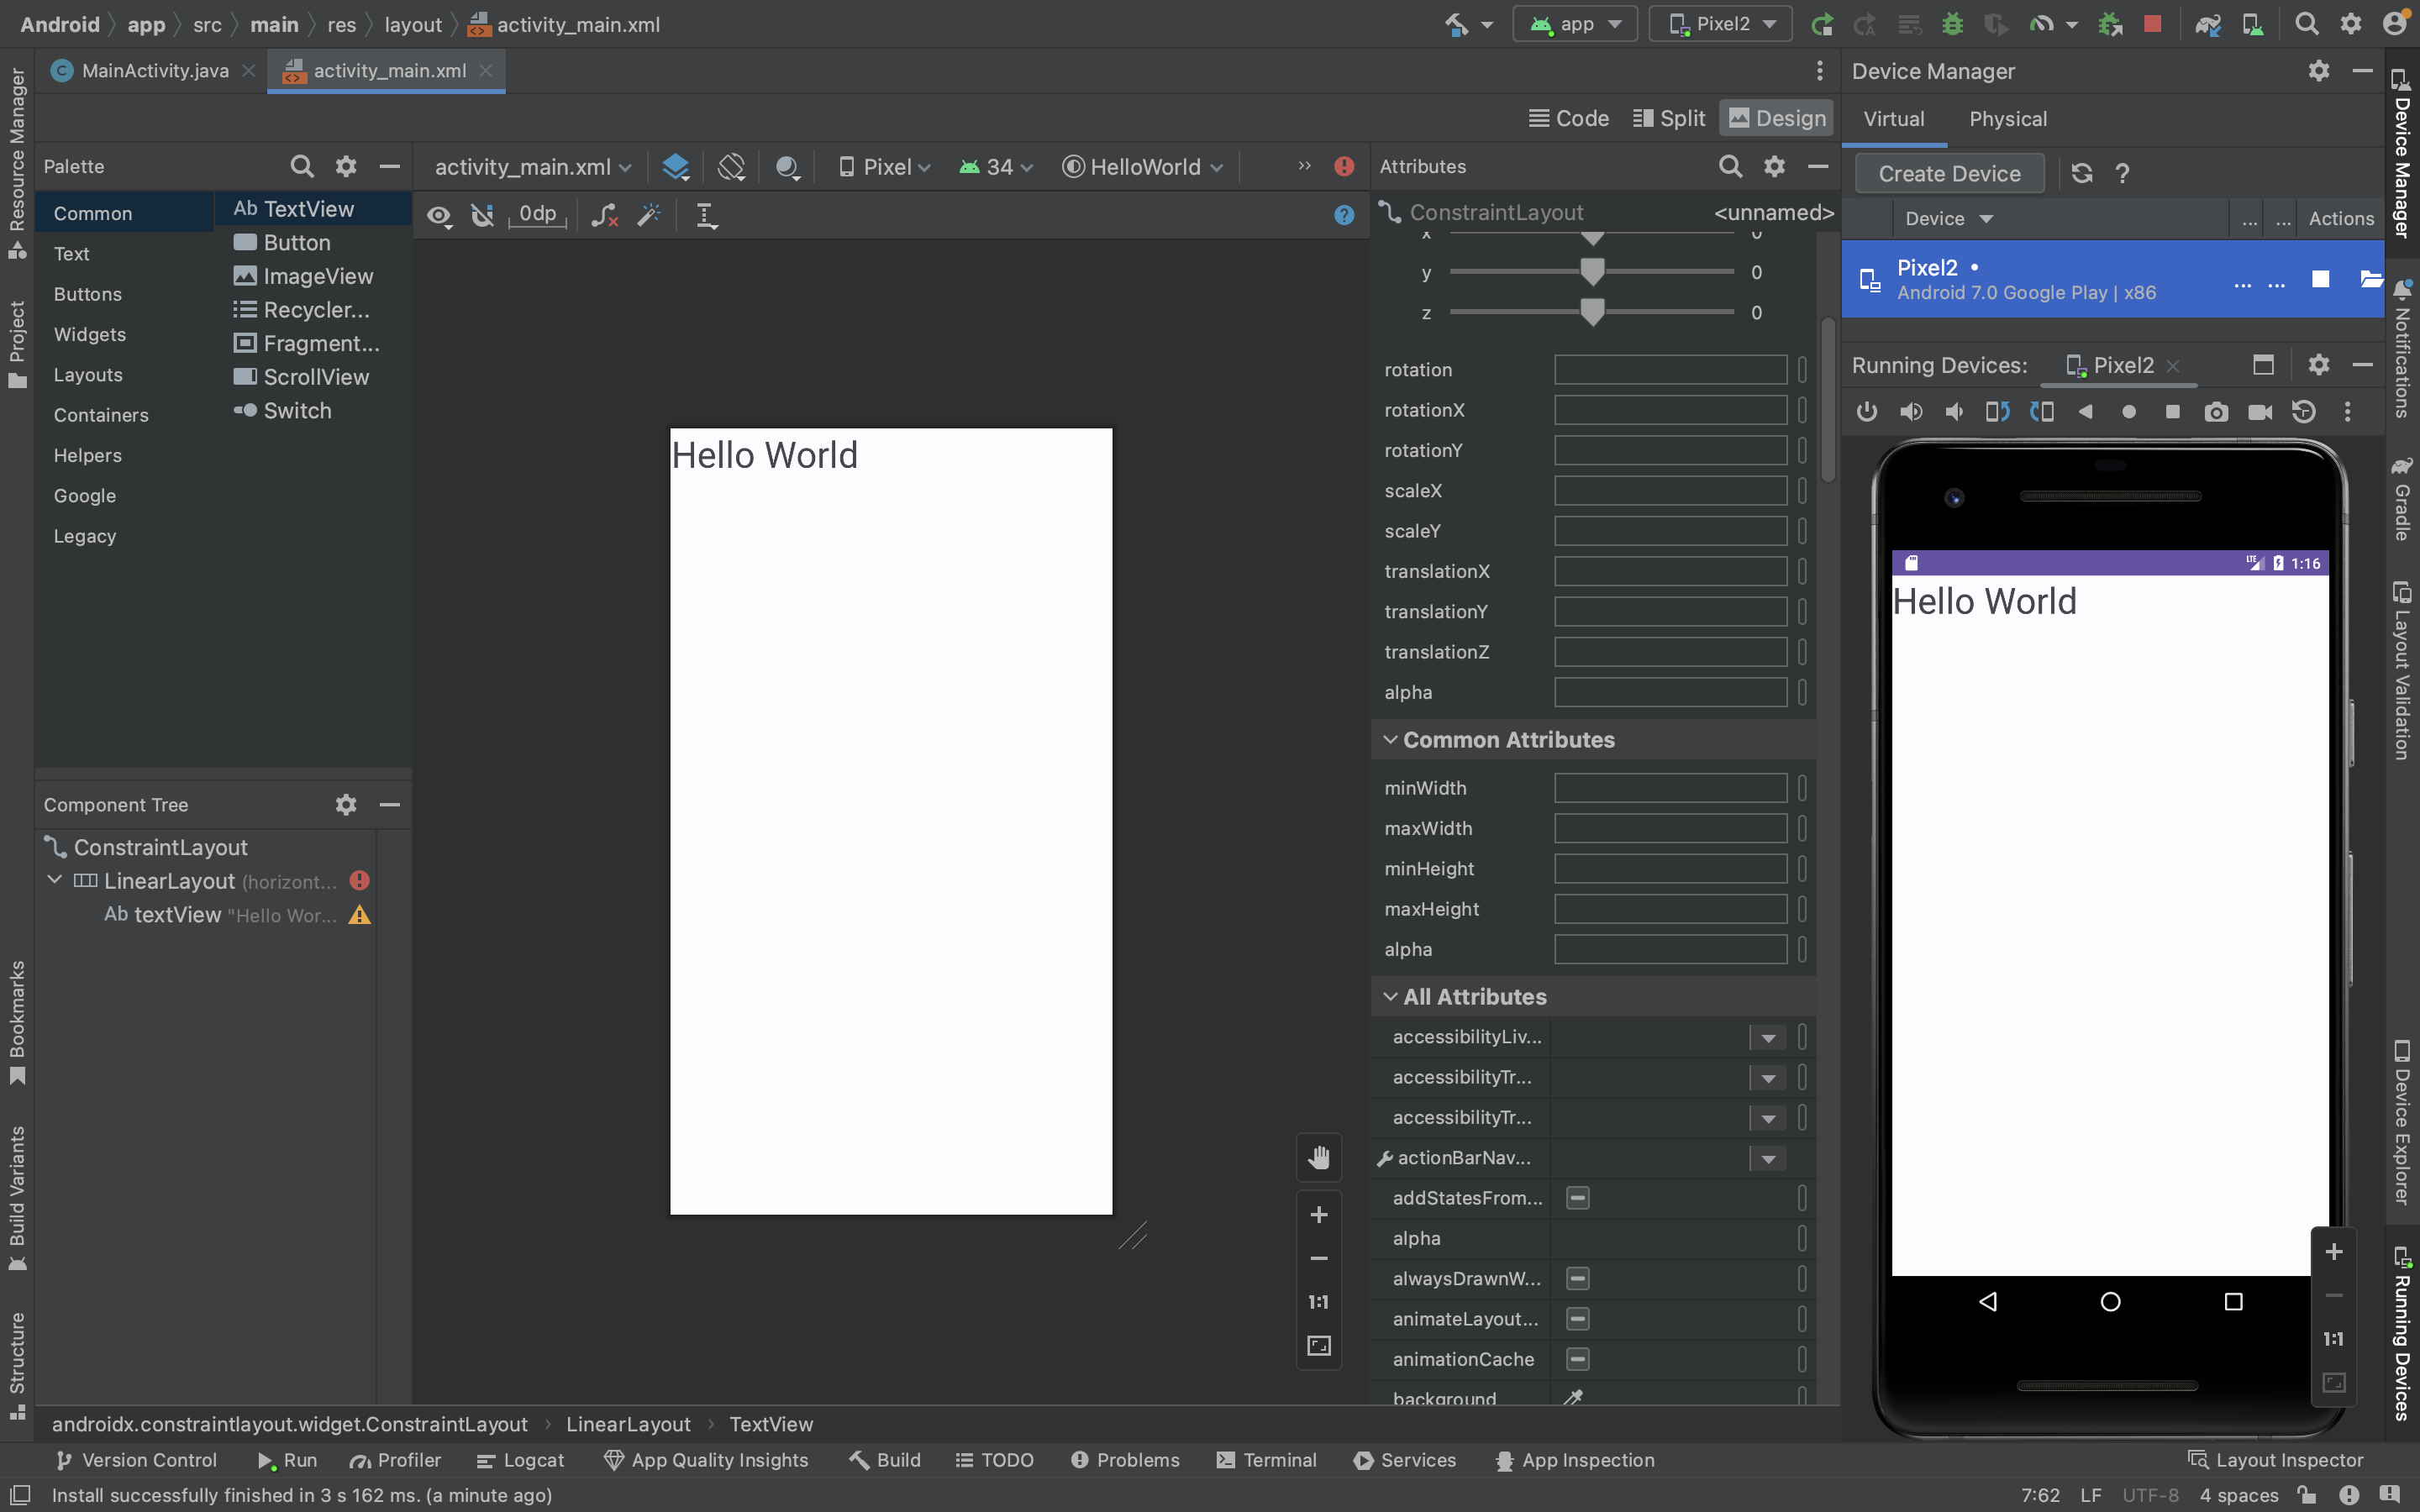 Android app src main res layout activity_main.xml
app Pixel2
MainActivity.java activity_main.xml
Code Split Design
Palette
Common
Text
Buttons
Widgets
Layouts
Containers
Helpers
Google
Legacy
Ab TextView
Button
ImageView
Recycler...
Fragment...
ScrollView
Switch
activity_main.xml Pixel 34 HelloWorld
0dp
Hello World
Component Tree
ConstraintLayout
LinearLayout (horizont...
Ab textView "Hello Wor...
1:1
Attributes
ConstraintLayout <unnamed>
x 0
y 0
z 0
rotation
rotationX
rotationY
scaleX
scaleY
translationX
translationY
translationZ
alpha
Common Attributes
minWidth
maxWidth
minHeight
maxHeight
alpha
All Attributes
accessibilityLiv...
accessibilityTr...
accessibilityTr...
actionBarNav...
addStatesFrom...
alpha
alwaysDrawnW...
animateLayout...
animationCache
background
Device Manager
Virtual Physical
Create Device ?
Device ... ... Actions
Pixel2 •
Android 7.0 Google Play | x86
... ...
Running Devices: Pixel2
LTE 1:16
Hello World
1:1
Resource Manager
Project
Bookmarks
Build Variants
Structure
Device Manager
Notifications
Gradle
Layout Validation
Device Explorer
Running Devices
androidx.constraintlayout.widget.ConstraintLayout LinearLayout TextView
Version Control Run Profiler Logcat App Quality Insights Build TODO Problems Terminal Services App Inspection Layout Inspector
Install successfully finished in 3 s 162 ms. (a minute ago) 7:62 LF UTF-8 4 spaces